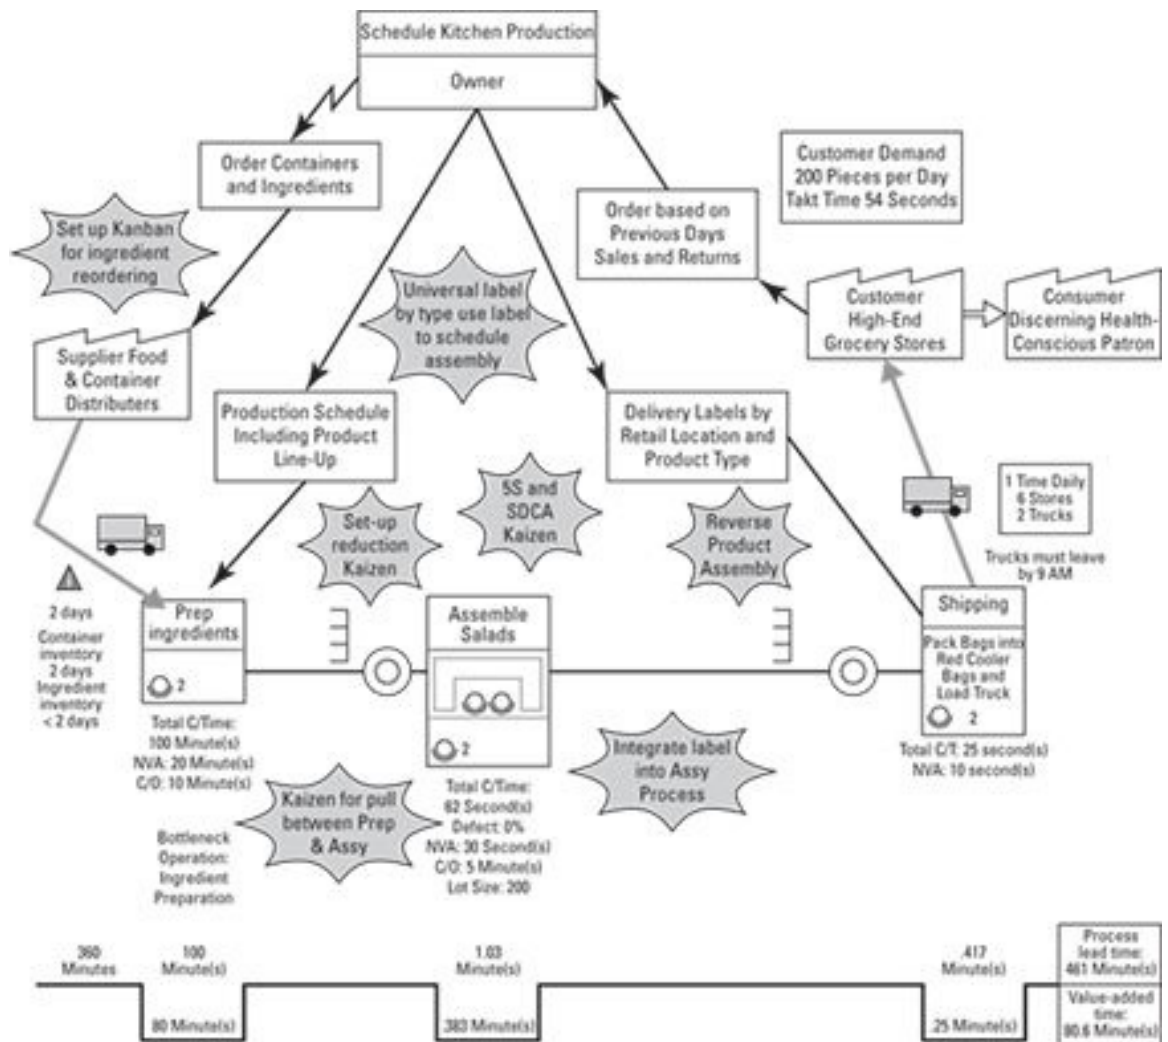 Schedule Kitchen Production
Owner
Order Containers
and Ingredients
Customer Demand
200 Pieces per Day
Takt Time 54 Seconds
Order based on
Previous Days
Sales and Returns
Set up Kanban
for ingredient
reordering
Universal label
by type use label
to schedule
assembly
Customer
High-End
Grocery Stores
Consumer
Discerning Health-
Conscious Patron
Supplier Food
& Container
Distributers
Production Schedule
Including Product
Line-Up
Delivery Labels by
Retail Location and
Product Type
5S and
SDCA
Kaizen
1 Time Daily
6 Stores
2 Trucks
Set-up
reduction
Kaizen
Reverse
Product
Assembly
Trucks must leave
by 9 AM
2 days
Container
inventory
2 days
Ingredient
inventory
< 2 days
Prep
ingredients
2
Assemble
Salads
2
Shipping
Pack Bags into
Red Cooler
Bags and
Load Truck
2
Total C/Time:
100 Minute(s)
NVA: 20 Minute(s)
C/O: 10 Minute(s)
Total C/T: 25 second(s)
NVA: 10 second(s)
Integrate label
into Assy
Process
Kaizen for pull
between Prep
& Assy
Total C/Time:
62 Second(s)
Defect: 0%
NVA: 30 Second(s)
C/O: 5 Minute(s)
Lot Size: 200
Bottleneck
Operation:
Ingredient
Preparation
360
Minutes
100
Minute(s)
1.03
Minute(s)
.417
Minute(s)
Process
lead time:
461 Minute(s)
80 Minute(s)
.383 Minute(s)
.25 Minute(s)
Value-added
time:
80.6 Minute(s)